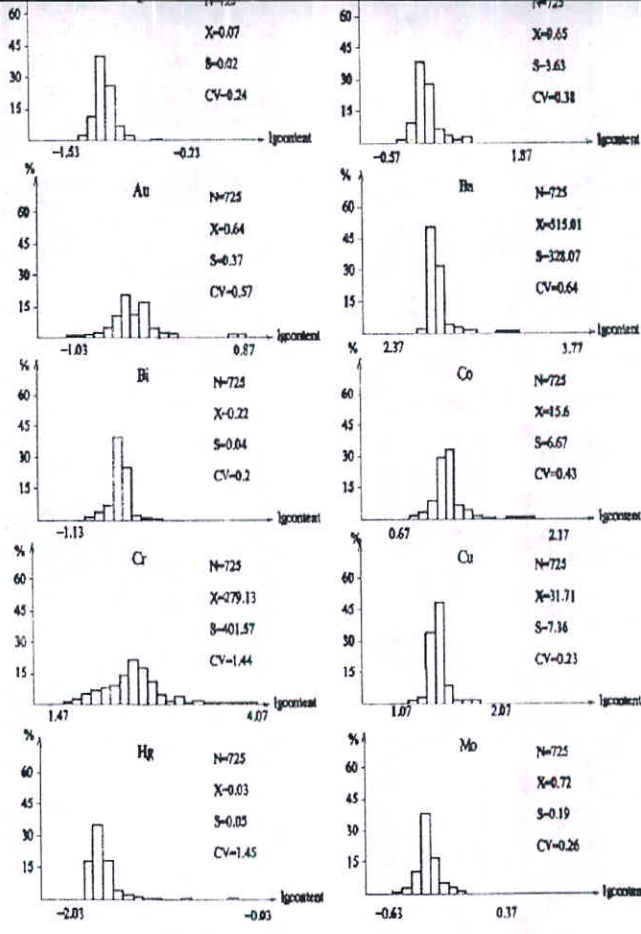 N=725
60
X=0.07
45
S=0.02
30
CV=0.24
15
lgcontent
-1.53
-0.23
N=725
60
45
S=3.63
30
CV=0.38
15
lgcontent
-0.57
1.87
%
Au
N=725
60
X=0.64
45
S=0.37
30
CV=0.57
15
lgcontent
-1.03
0.87
Ba
N=725
60
X=515.01
45
S=328.07
30
CV=0.64
15
lgcontent
2.37
3.77
%
Bi
N=725
60
X=0.22
45
S=0.04
30
CV=0.2
15
lgcontent
-1.13
%
Co
N=725
60
X=15.6
45
S=6.67
30
CV=0.43
15
lgcontent
0.67
2.17
%
Cr
N=725
60
X=279.13
45
S=401.57
30
CV=1.44
15
lgcontent
1.47
4.07
%
Cu
N=725
60
X=31.71
45
S=7.36
30
CV=0.23
15
lgcontent
1.07
2.07
%
Hg
N=725
60
X=0.03
45
S=0.05
30
CV=1.45
15
lgcontent
-2.03
-0.03
%
Mo
N=725
60
X=0.72
45
S=0.19
30
CV=0.26
15
lgcontent
-0.63
0.37